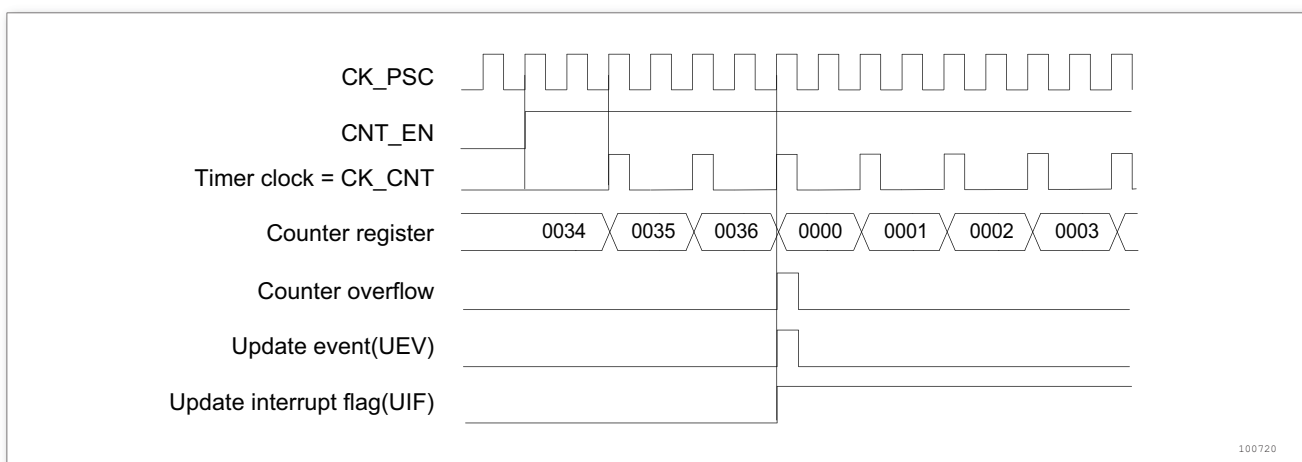 CK_PSC
CNT_EN
Timer clock = CK_CNT
Counter register 0034 0035 0036 0000 0001 0002 0003
Counter overflow
Update event(UEV)
Update interrupt flag(UIF)
100720